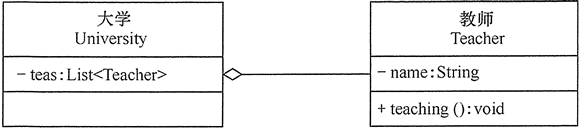 大学
University
- teas:List<Teacher>
教师
Teacher
- name:String
+ teaching ():void